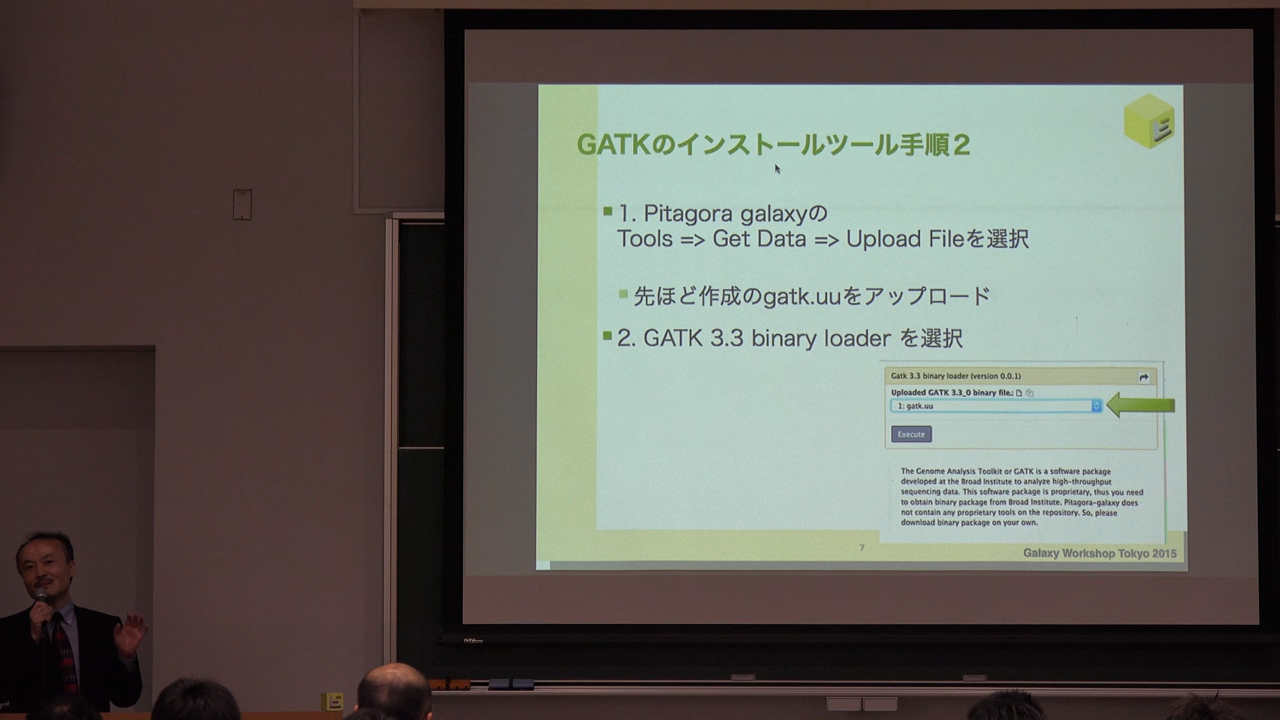 GATKのインストールツール手順2
1. Pitagora galaxyの
Tools => Get Data => Upload Fileを選択
先ほど作成のgatk.uuをアップロード
2. GATK 3.3 binary loader を選択
Gatk 3.3 binary loader (version 0.0.1)
Uploaded GATK 3.3_0 binary file.:
1: gatk.uu
Execute
The Genome Analysis Toolkit or GATK is a software package
developed at the Broad Institute to analyze high-throughput
sequencing data. This software package is proprietary, thus you need
to obtain binary package from Broad Institute. Pitagora-galaxy does
not contain any proprietary tools on the repository. So, please
download binary package on your own.
7
Galaxy Workshop Tokyo 2015